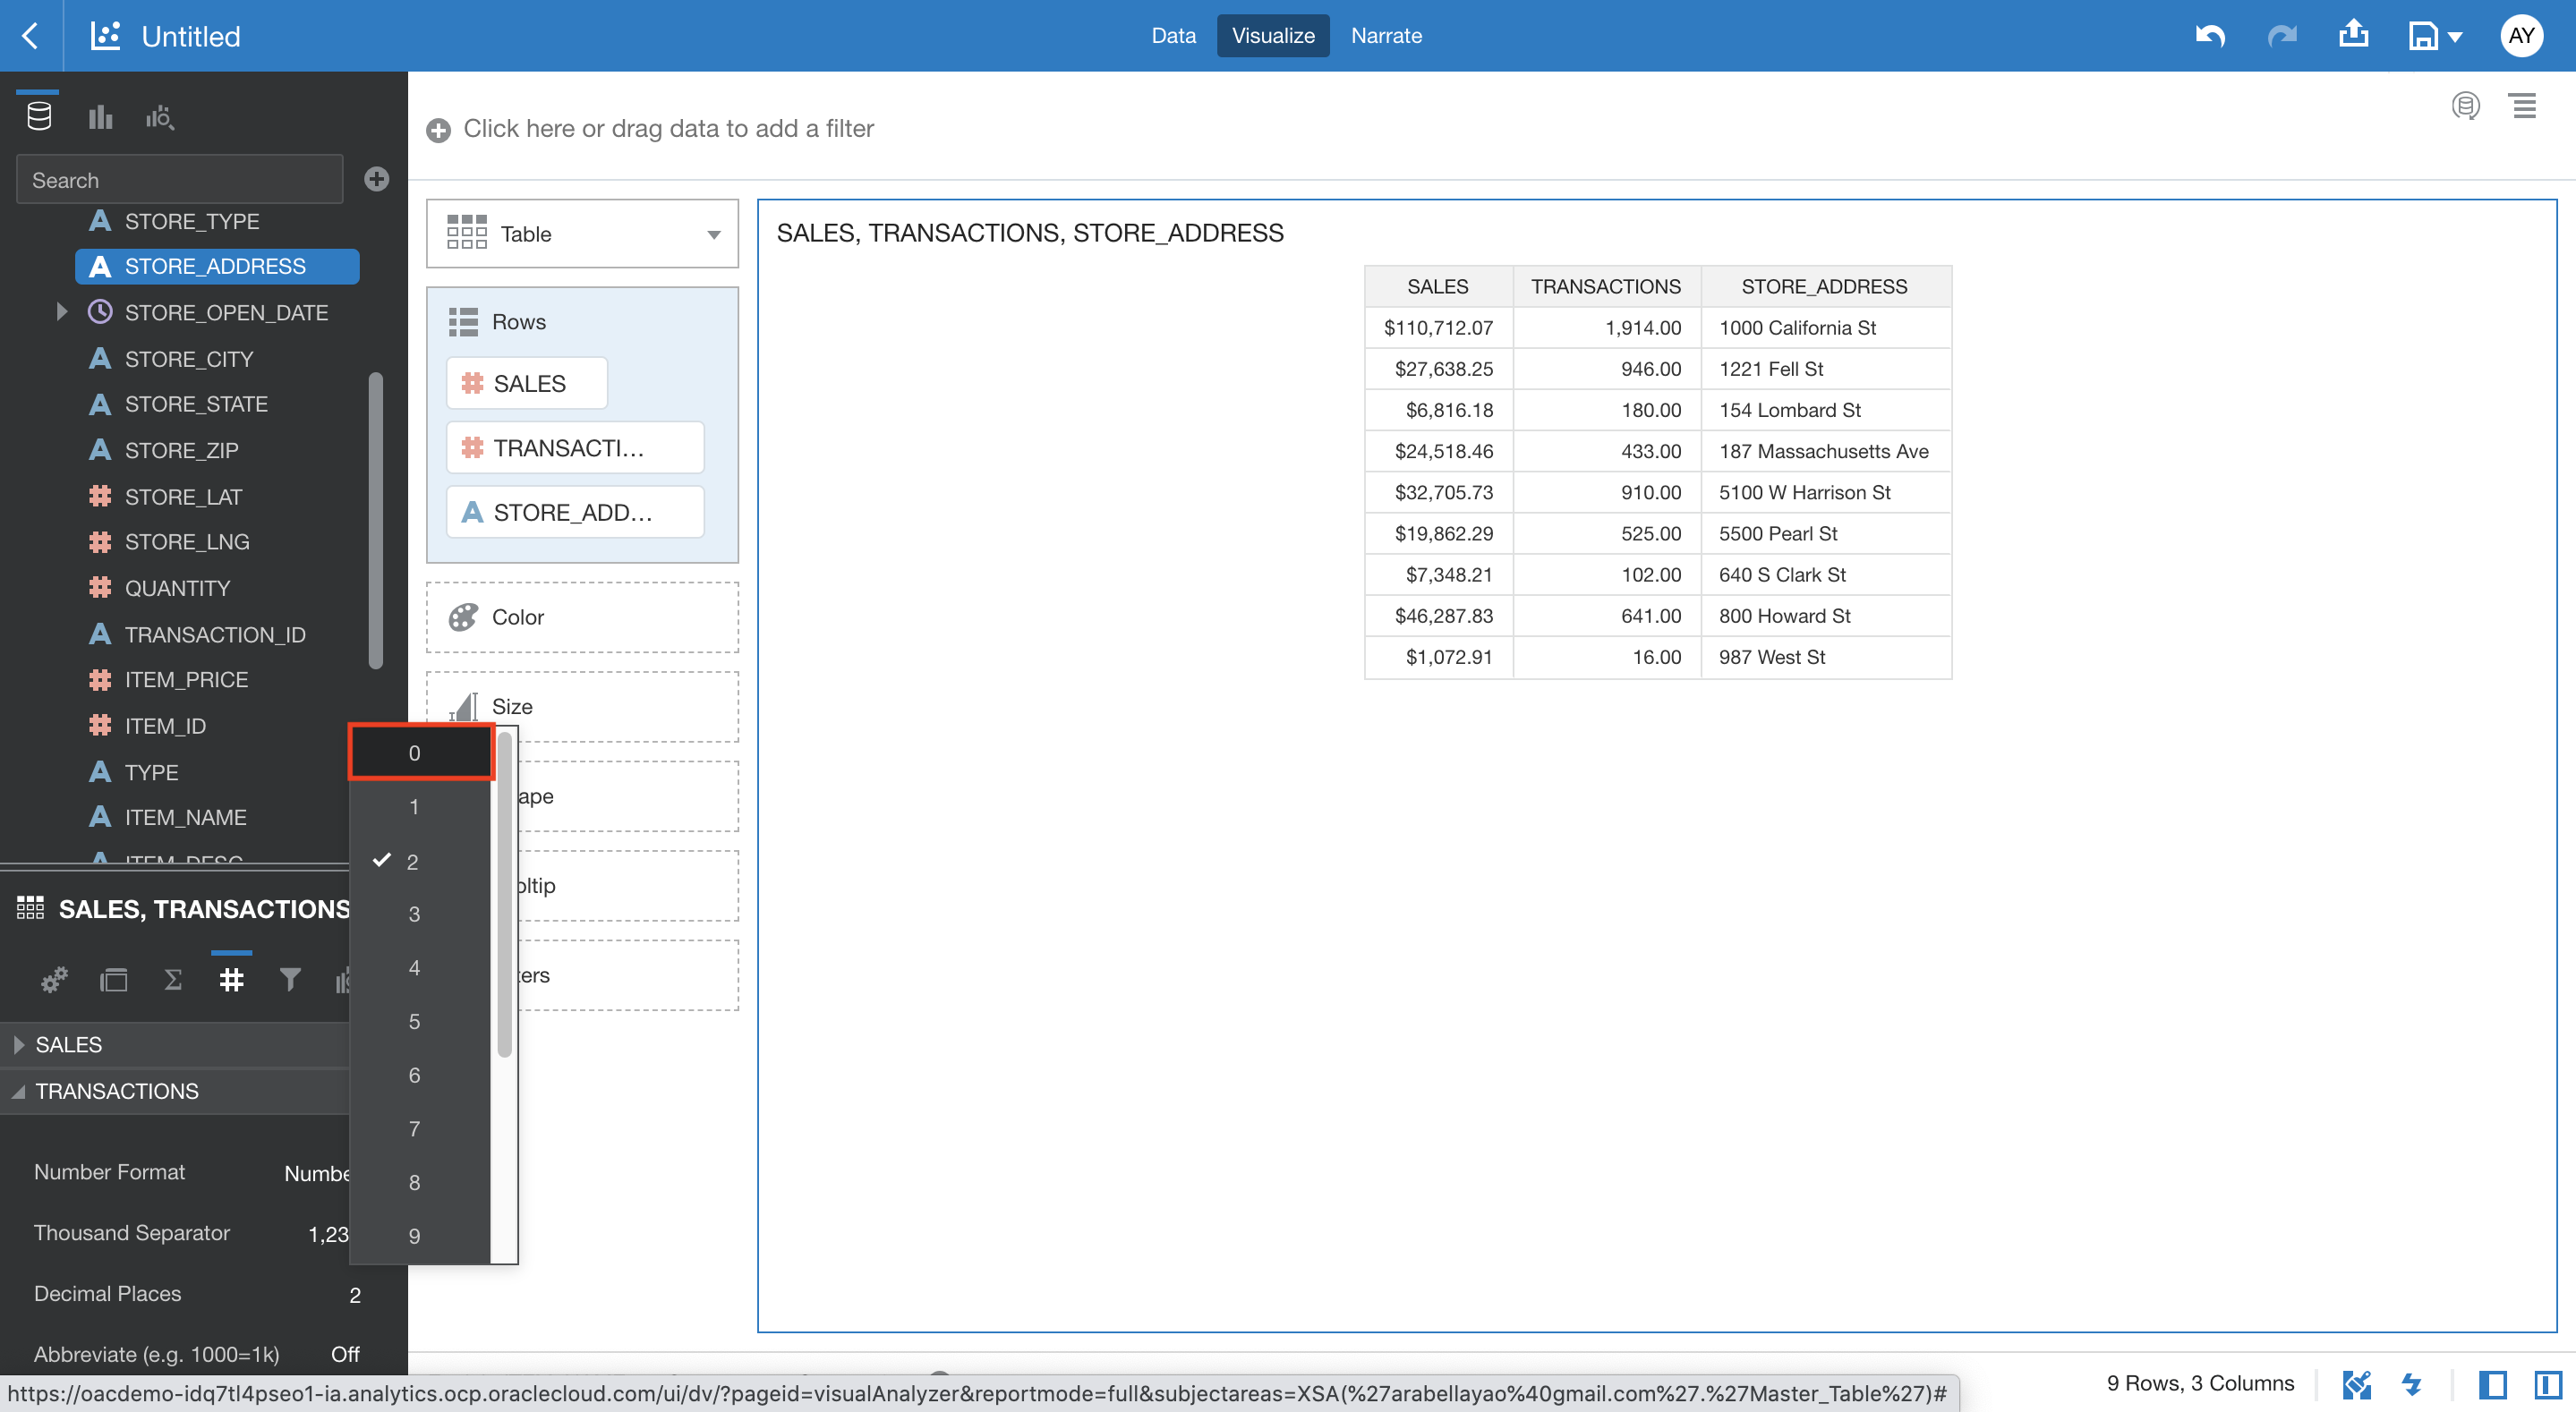 Untitled
Data Visualize Narrate
AY
Click here or drag data to add a filter
Search
STORE_TYPE
STORE_ADDRESS
STORE_OPEN_DATE
STORE_CITY
STORE_STATE
STORE_ZIP
STORE_LAT
STORE_LNG
QUANTITY
TRANSACTION_ID
ITEM_PRICE
ITEM_ID
TYPE
ITEM_NAME
ITEM_DESC
Table
Rows
SALES
TRANSACTI...
STORE_ADD...
Color
Size
ape
oltip
ters
SALES, TRANSACTIONS, STORE_ADDRESS
SALES TRANSACTIONS STORE_ADDRESS
$110,712.07 1,914.00 1000 California St
$27,638.25 946.00 1221 Fell St
$6,816.18 180.00 154 Lombard St
$24,518.46 433.00 187 Massachusetts Ave
$32,705.73 910.00 5100 W Harrison St
$19,862.29 525.00 5500 Pearl St
$7,348.21 102.00 640 S Clark St
$46,287.83 641.00 800 Howard St
$1,072.91 16.00 987 West St
0
1
2
3
4
5
6
7
8
9
SALES, TRANSACTIONS
SALES
TRANSACTIONS
Number Format Numbe
Thousand Separator 1,23
Decimal Places 2
Abbreviate (e.g. 1000=1k) Off
https://oacdemo-idq7tl4pseo1-ia.analytics.ocp.oraclecloud.com/ui/dv/?pageid=visualAnalyzer&reportmode=full&subjectareas=XSA(%27arabellayao%40gmail.com%27.%27Master_Table%27)#
9 Rows, 3 Columns